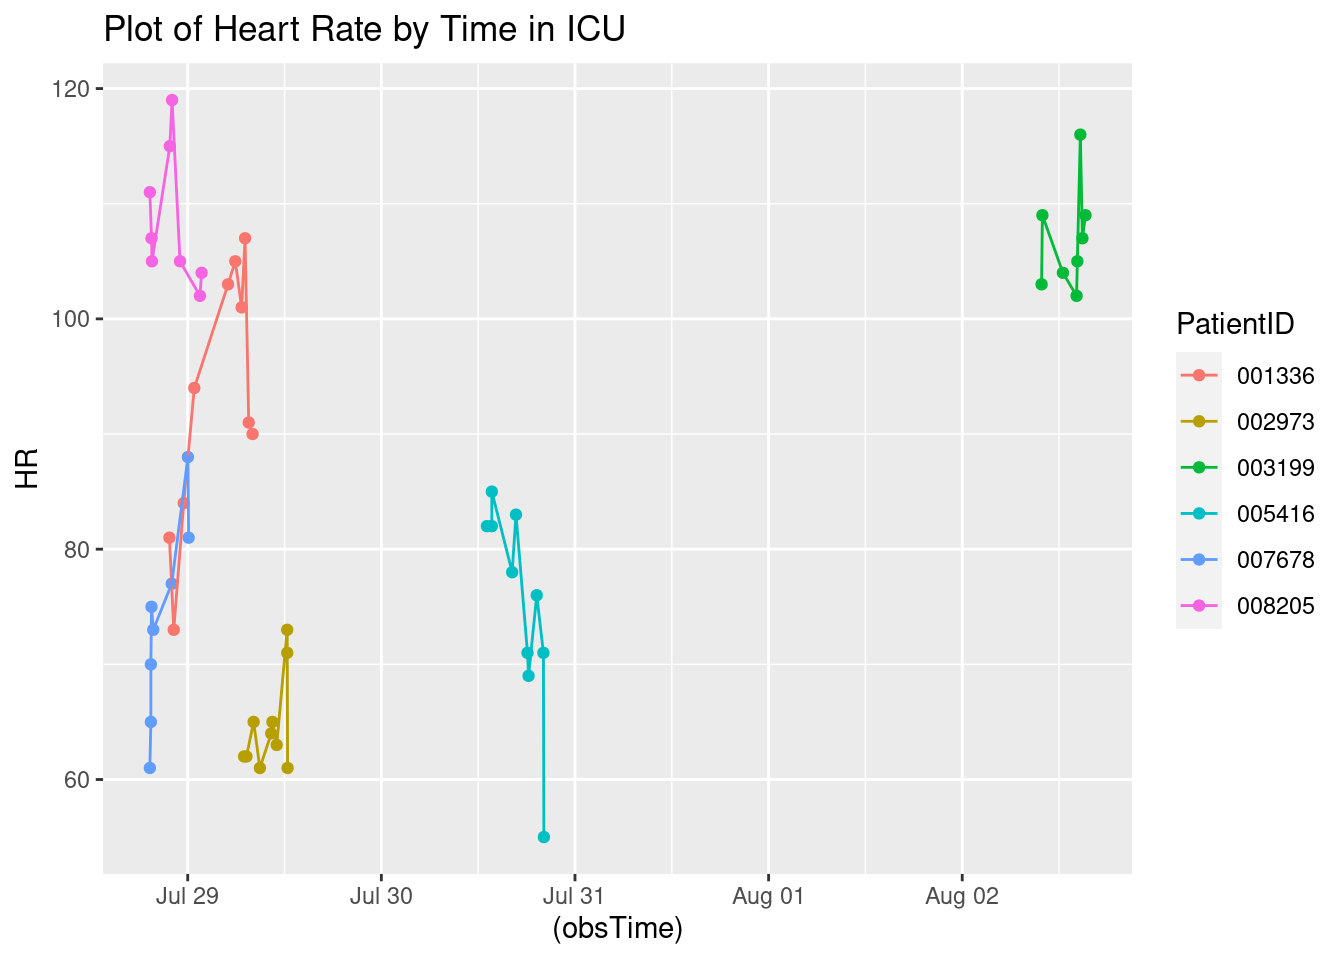 Plot of Heart Rate by Time in ICU
120
100
80
60
HR
Jul 29
Jul 30
Jul 31
Aug 01
Aug 02
(obsTime)
PatientID
001336
002973
003199
005416
007678
008205